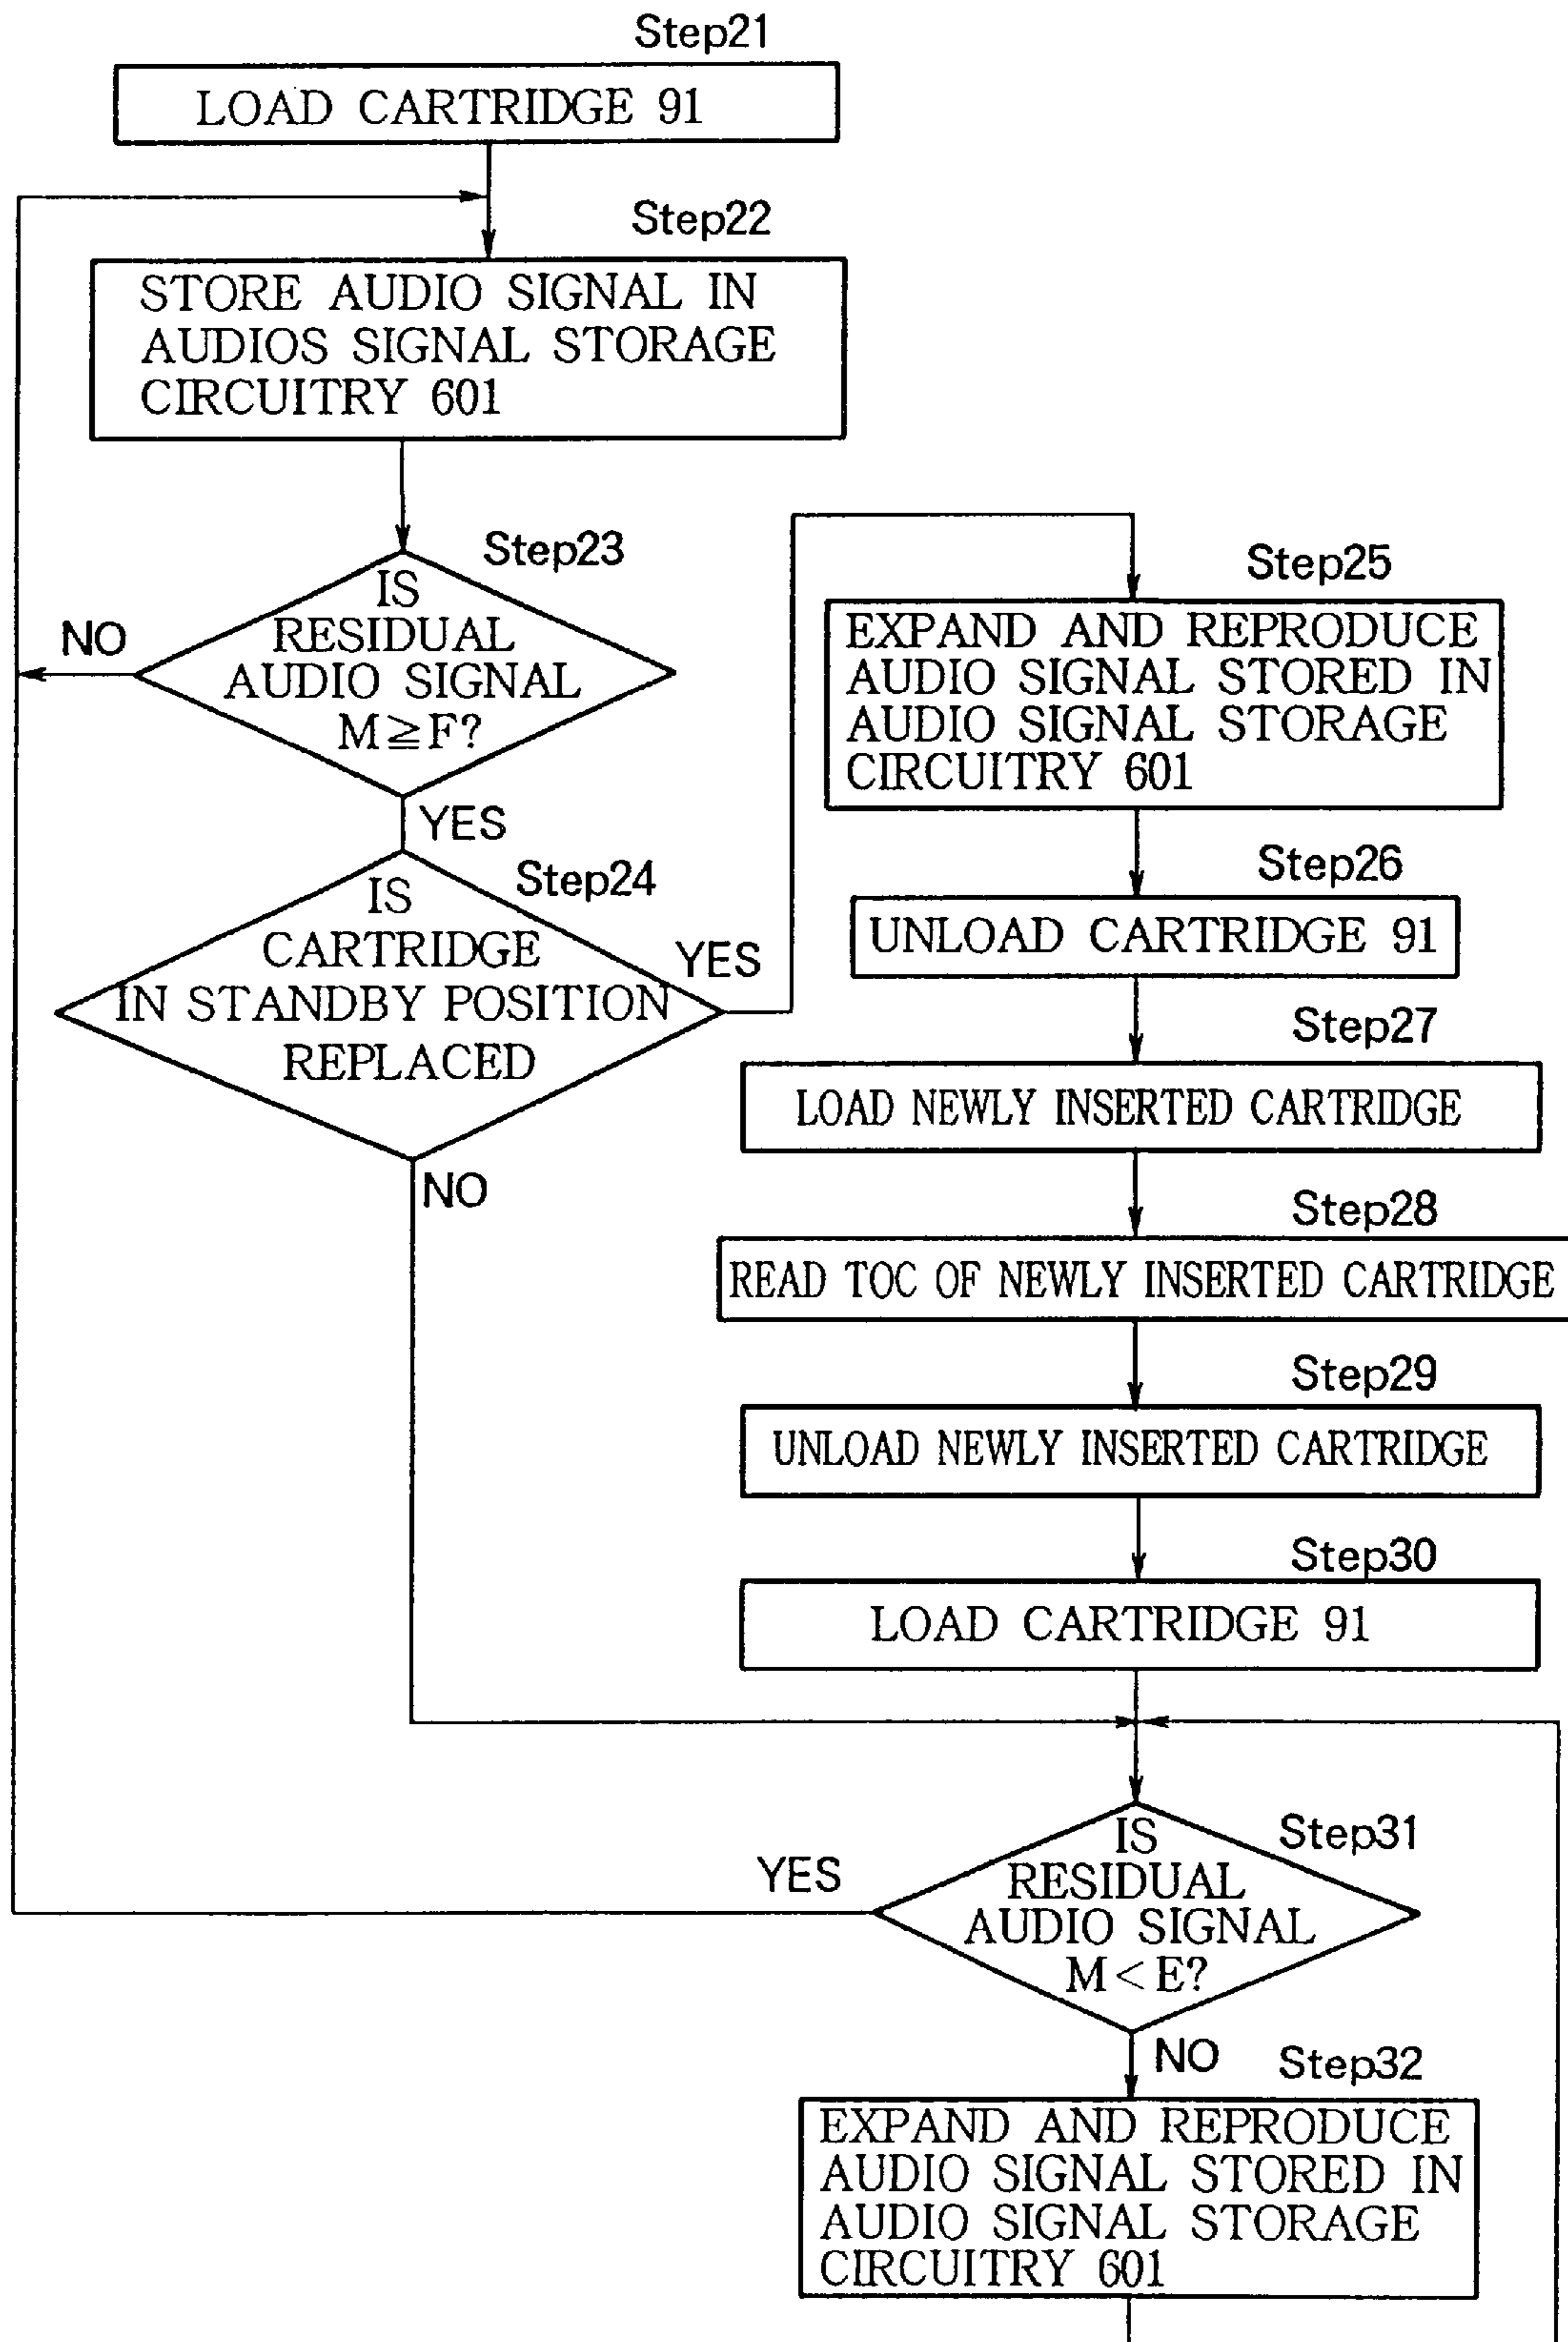 Step21
LOAD CARTRIDGE 91
Step22
STORE AUDIO SIGNAL IN
AUDIOS SIGNAL STORAGE
CIRCUITRY 601
Step23
IS
RESIDUAL
AUDIO SIGNAL
M≧F?
NO
YES
Step24
IS
CARTRIDGE
IN STANDBY POSITION
REPLACED
YES
NO
Step25
EXPAND AND REPRODUCE
AUDIO SIGNAL STORED IN
AUDIO SIGNAL STORAGE
CIRCUITRY 601
Step26
UNLOAD CARTRIDGE 91
Step27
LOAD NEWLY INSERTED CARTRIDGE
Step28
READ TOC OF NEWLY INSERTED CARTRIDGE
Step29
UNLOAD NEWLY INSERTED CARTRIDGE
Step30
LOAD CARTRIDGE 91
Step31
IS
RESIDUAL
AUDIO SIGNAL
M<E?
YES
NO
Step32
EXPAND AND REPRODUCE
AUDIO SIGNAL STORED IN
AUDIO SIGNAL STORAGE
CIRCUITRY 601